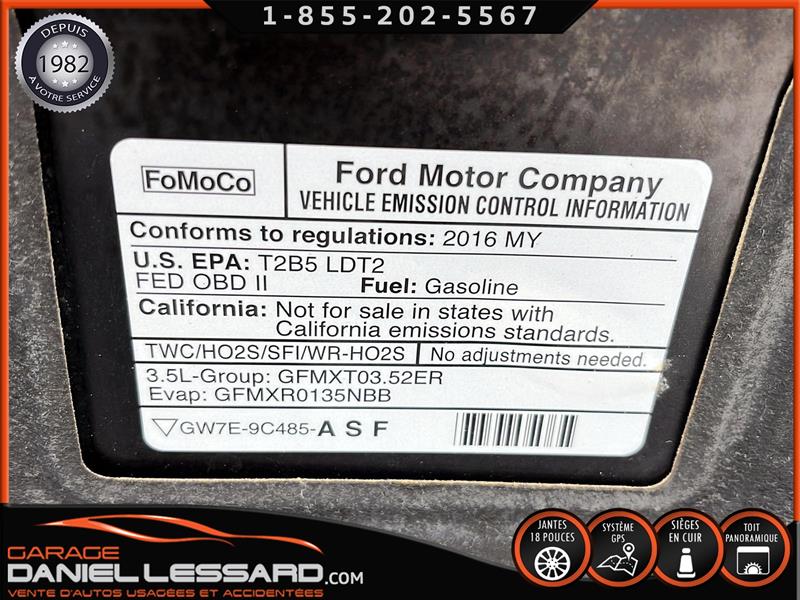 1-855-202-5567
DEPUIS
1982
À VOTRE SERVICE
FoMoCo
Ford Motor Company
VEHICLE EMISSION CONTROL INFORMATION
Conforms to regulations: 2016 MY
U.S. EPA: T2B5 LDT2
FED OBD II Fuel: Gasoline
California: Not for sale in states with
California emissions standards.
TWC/HO2S/SFI/WR-HO2S No adjustments needed.
3.5L-Group: GFMXT03.52ER
Evap: GFMXR0135NBB
GW7E-9C485-A S F
GARAGE
DANIEL LESSARD.COM
VENTE D'AUTOS USAGÉES ET ACCIDENTÉES
JANTES
18 POUCES
SYSTÈME
GPS
SIÈGES
EN CUIR
TOIT
PANORAMIQUE